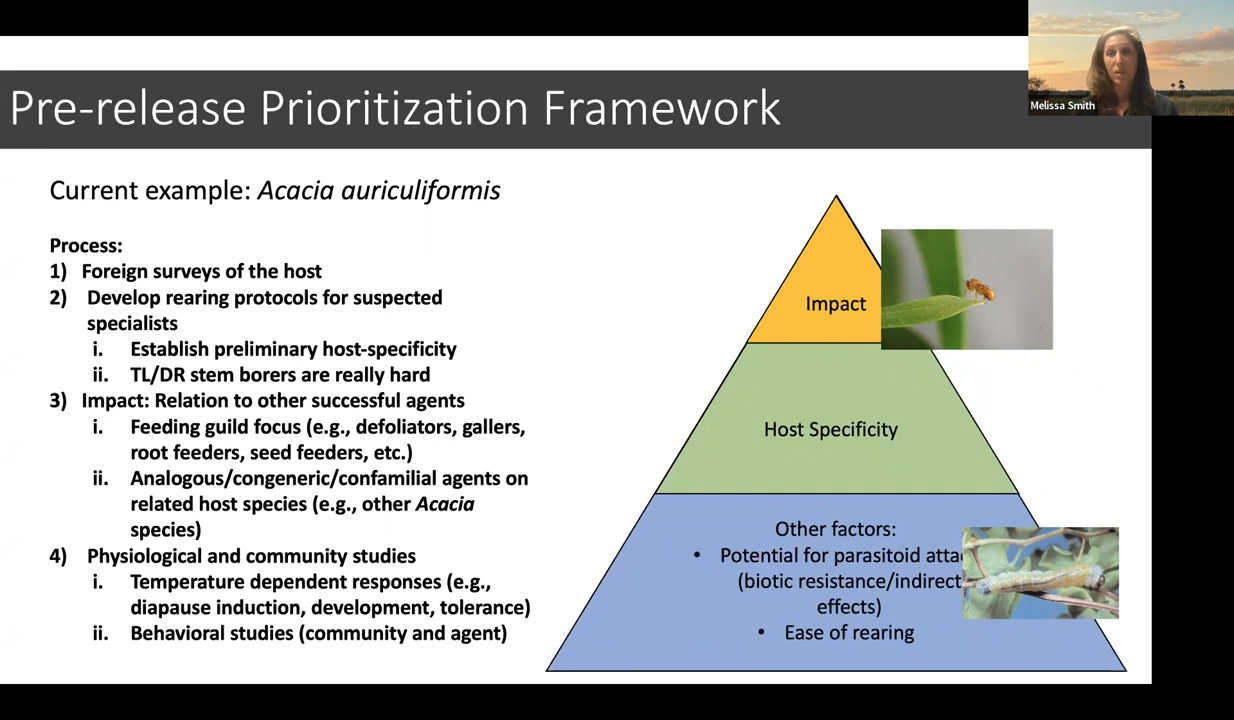 Melissa Smith
Pre-release Prioritization Framework
Current example: Acacia auriculiformis
Process:
1) Foreign surveys of the host
2) Develop rearing protocols for suspected
specialists
i. Establish preliminary host-specificity
ii. TL/DR stem borers are really hard
3) Impact: Relation to other successful agents
i. Feeding guild focus (e.g., defoliators, gallers,
root feeders, seed feeders, etc.)
ii. Analogous/congeneric/confamilial agents on
related host species (e.g., other Acacia
species)
4) Physiological and community studies
i. Temperature dependent responses (e.g.,
diapause induction, development, tolerance)
ii. Behavioral studies (community and agent)
Impact
Host Specificity
Other factors:
• Potential for parasitoid
(biotic resistance/indirect
effects)
• Ease of rearing